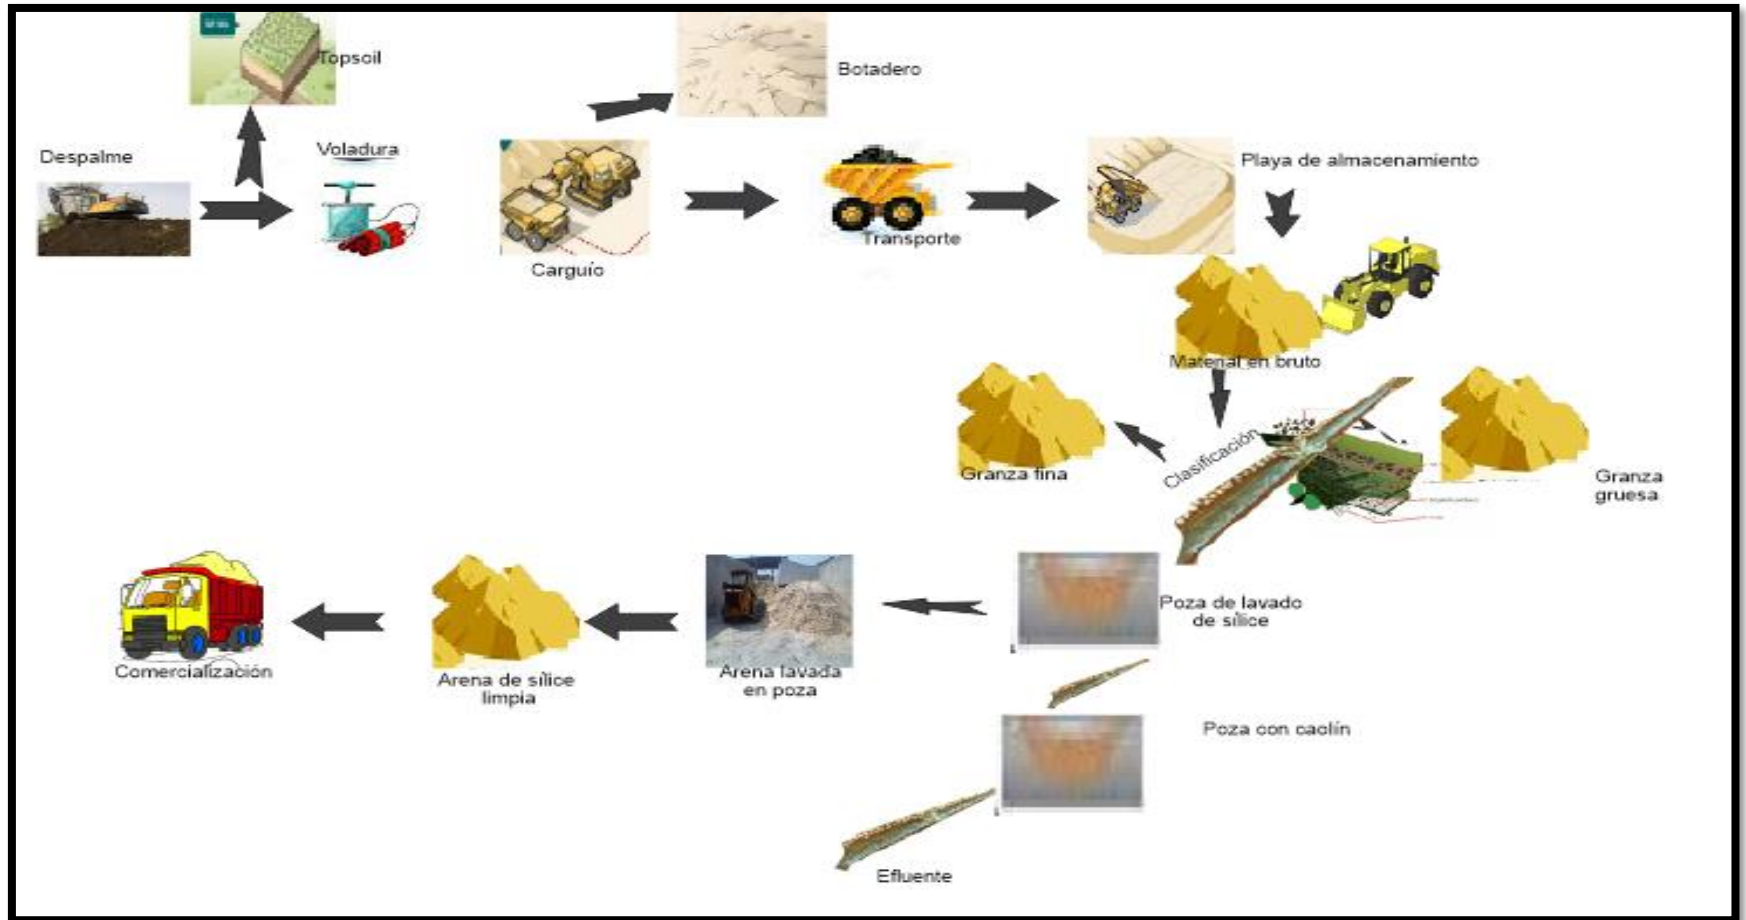 Topsoil
Botadero
Despalme
Voladura
Playa de almacenamiento
Transporte
Carguío
Material en bruto
Clasificación
Granza fina
Granza
gruesa
Poza de lavado
de sílice
Comercialización
Arena de sílice
limpia
Arena lavada
en poza
Poza con caolín
Efluente